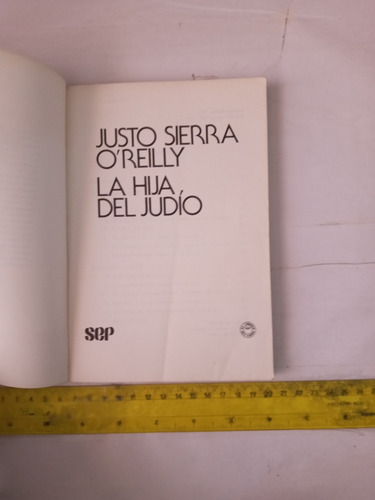 JUSTO SIERRA
O'REILLY
LA HIJA
DEL JUDÍO
sep